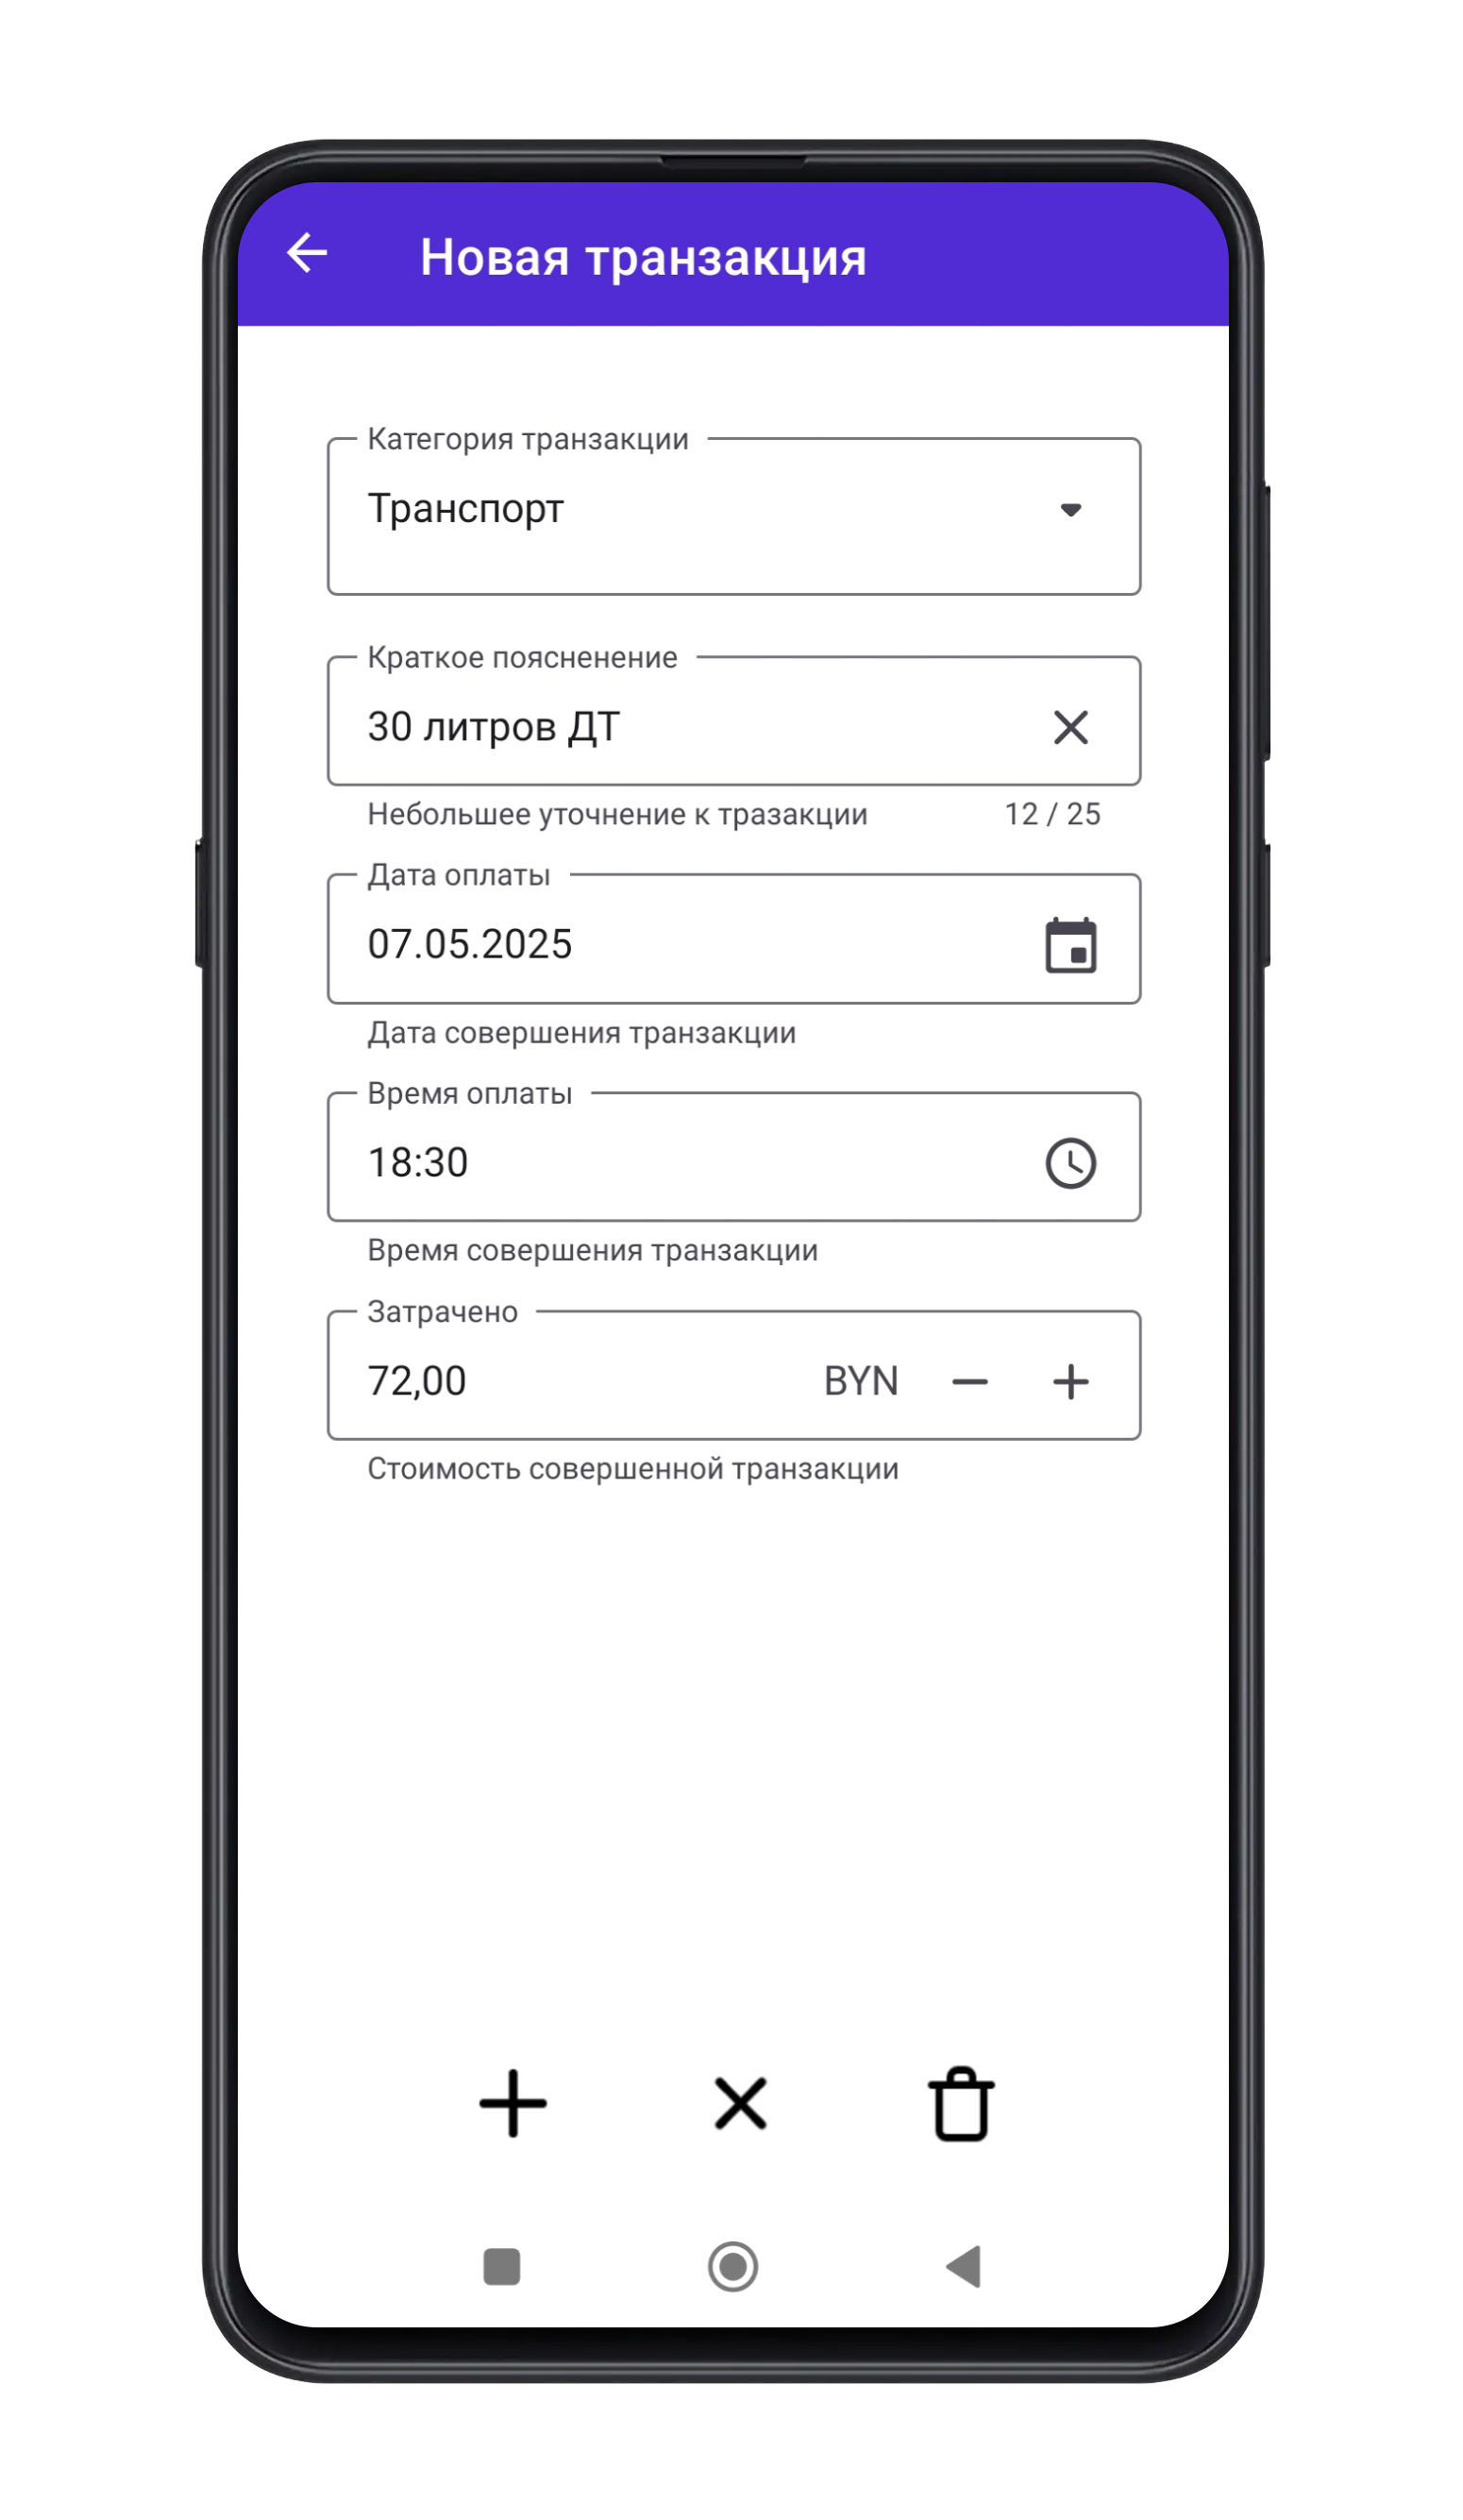 Новая транзакция
Категория транзакции
Транспорт
Краткое поясненение
30 литров ДТ
Небольшее уточнение к тразакции 12 / 25
Дата оплаты
07.05.2025
Дата совершения транзакции
Время оплаты
18:30
Время совершения транзакции
Затрачено
72,00 BYN
Стоимость совершенной транзакции